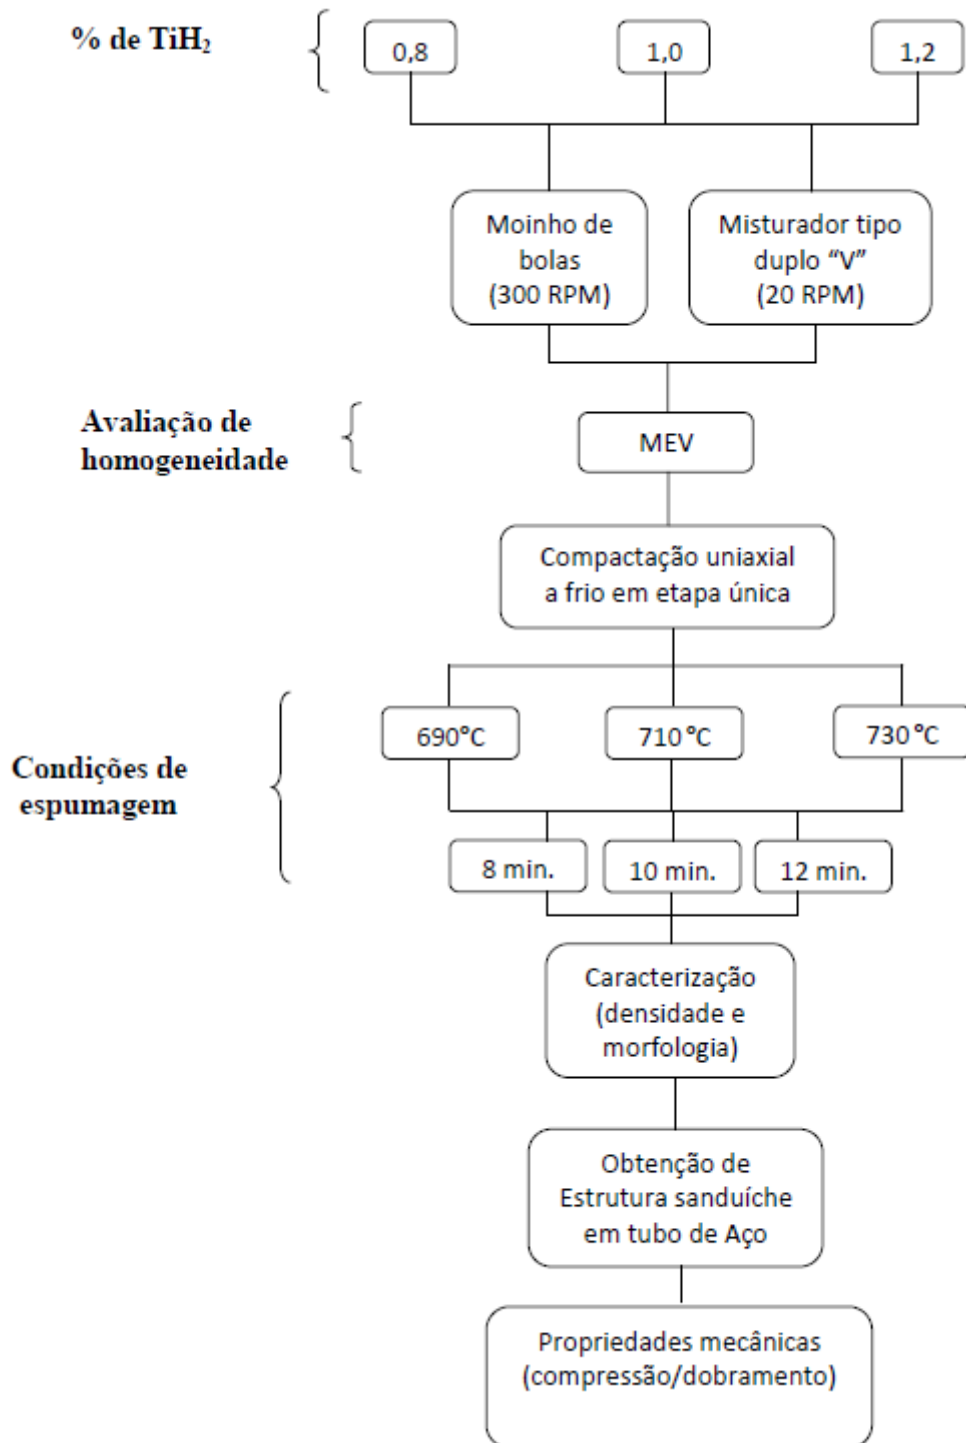 % de TiH₂
0,8
1,0
1,2
Moinho de
bolas
(300 RPM)
Misturador tipo
duplo “V”
(20 RPM)
Avaliação de
homogeneidade
MEV
Compactação uniaxial
a frio em etapa única
Condições de
espumagem
690°C
710 °C
730 °C
8 min.
10 min.
12 min.
Caracterização
(densidade e
morfologia)
Obtenção de
Estrutura sanduíche
em tubo de Aço
Propriedades mecânicas
(compressão/dobramento)